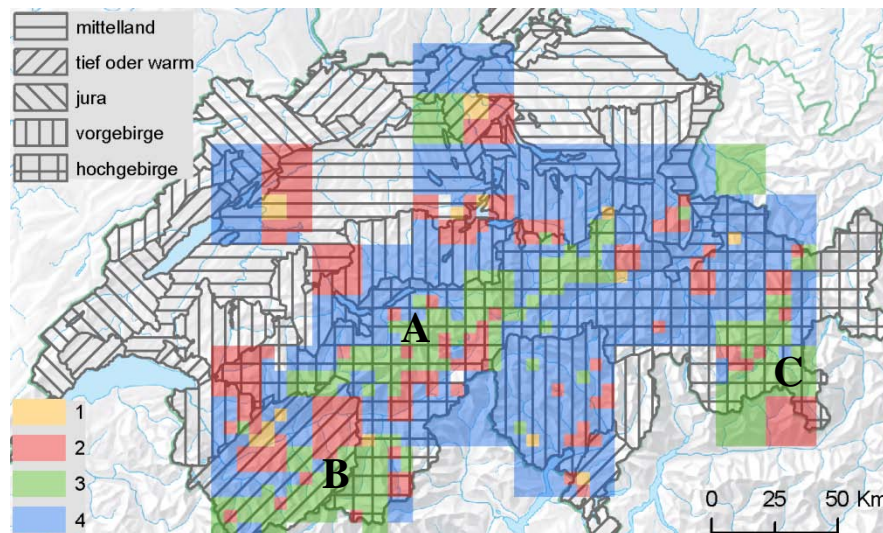 mittelland
tief oder warm
jura
vorgebirge
hochgebirge
A
C
B
1
2
3
4
0 25 50 Km